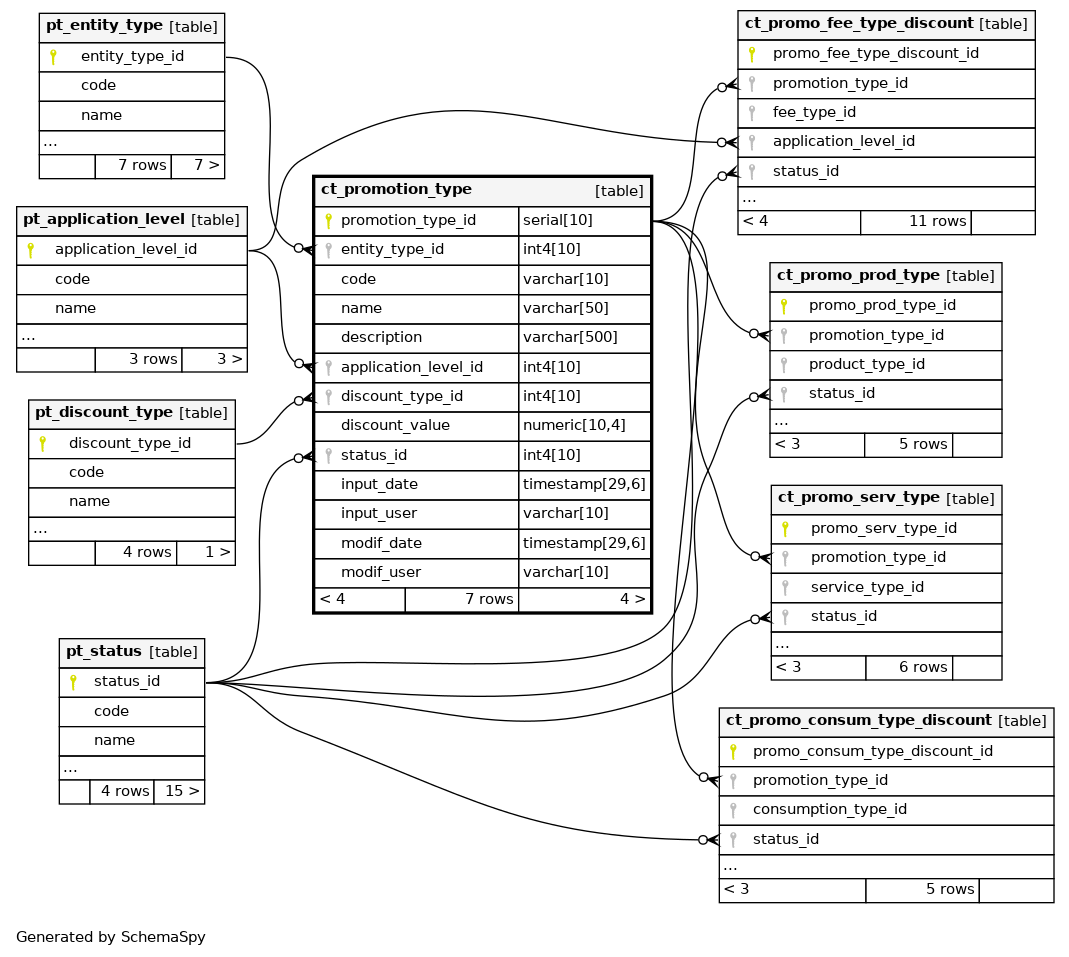 pt_entity_type [table]
entity_type_id
code
name
...
7 rows 7 >
pt_application_level [table]
application_level_id
code
name
...
3 rows 3 >
pt_discount_type [table]
discount_type_id
code
name
...
4 rows 1 >
pt_status [table]
status_id
code
name
...
4 rows 15 >
ct_promotion_type [table]
promotion_type_id serial[10]
entity_type_id int4[10]
code varchar[10]
name varchar[50]
description varchar[500]
application_level_id int4[10]
discount_type_id int4[10]
discount_value numeric[10,4]
status_id int4[10]
input_date timestamp[29,6]
input_user varchar[10]
modif_date timestamp[29,6]
modif_user varchar[10]
< 4 7 rows 4 >
ct_promo_fee_type_discount [table]
promo_fee_type_discount_id
promotion_type_id
fee_type_id
application_level_id
status_id
...
< 4 11 rows
ct_promo_prod_type [table]
promo_prod_type_id
promotion_type_id
product_type_id
status_id
...
< 3 5 rows
ct_promo_serv_type [table]
promo_serv_type_id
promotion_type_id
service_type_id
status_id
...
< 3 6 rows
ct_promo_consum_type_discount [table]
promo_consum_type_discount_id
promotion_type_id
consumption_type_id
status_id
...
< 3 5 rows
Generated by SchemaSpy